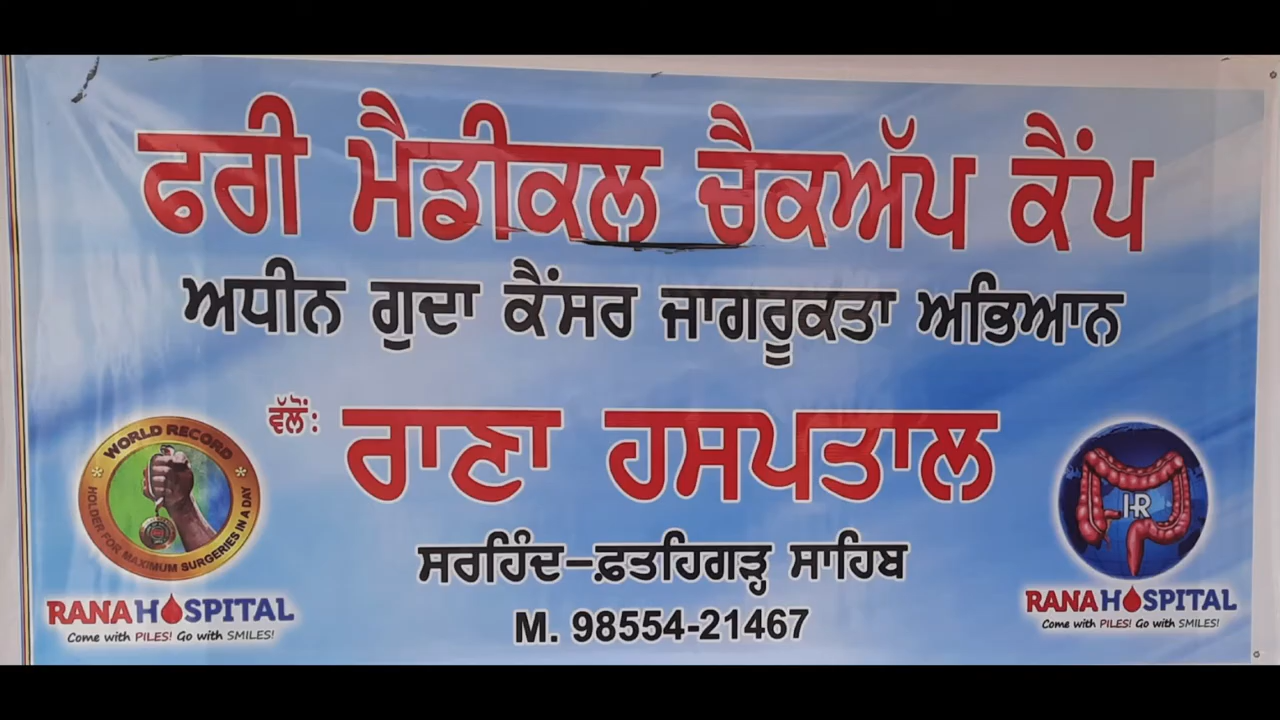 ਫਰੀ ਮੈਡੀਕਲ ਚੈਕਅੱਪ ਕੈਂਪ
ਅਧੀਨ ਗੁਦਾ ਕੈਂਸਰ ਜਾਗਰੂਕਤਾ ਅਭਿਆਨ
ਵੱਲੋਂ: ਰਾਣਾ ਹਸਪਤਾਲ
ਸਰਹਿੰਦ-ਫ਼ਤਹਿਗੜ੍ਹ ਸਾਹਿਬ
M. 98554-21467
WORLD RECORD
HOLDER FOR MAXIMUM SURGERIES IN A DAY
RANA HOSPITAL
Come with PILES! Go with SMILES!
HR
RANA HOSPITAL
Come with PILES! Go with SMILES!